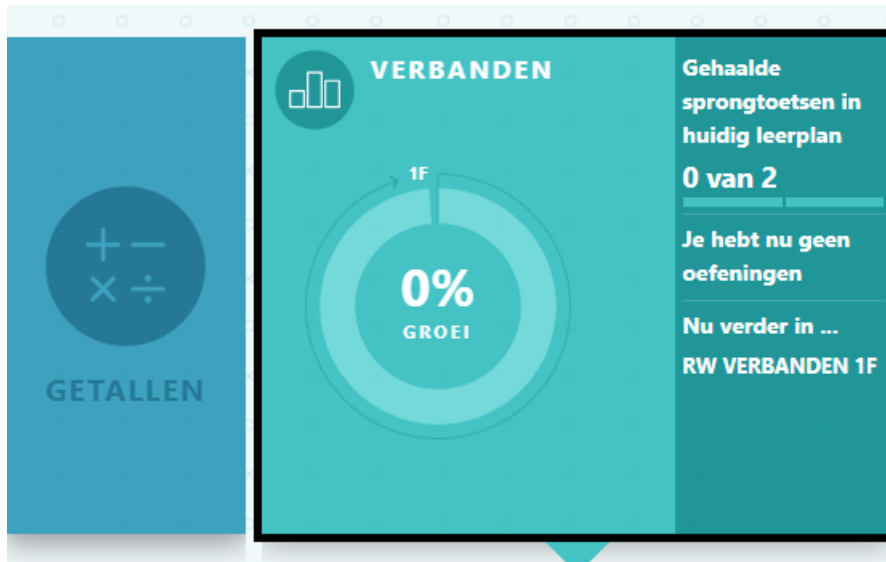 GETALLEN
VERBANDEN
1F
0%
GROEI
Gehaalde
sprongtoetsen in
huidig leerplan
0 van 2
Je hebt nu geen
oefeningen
Nu verder in ...
RW VERBANDEN 1F